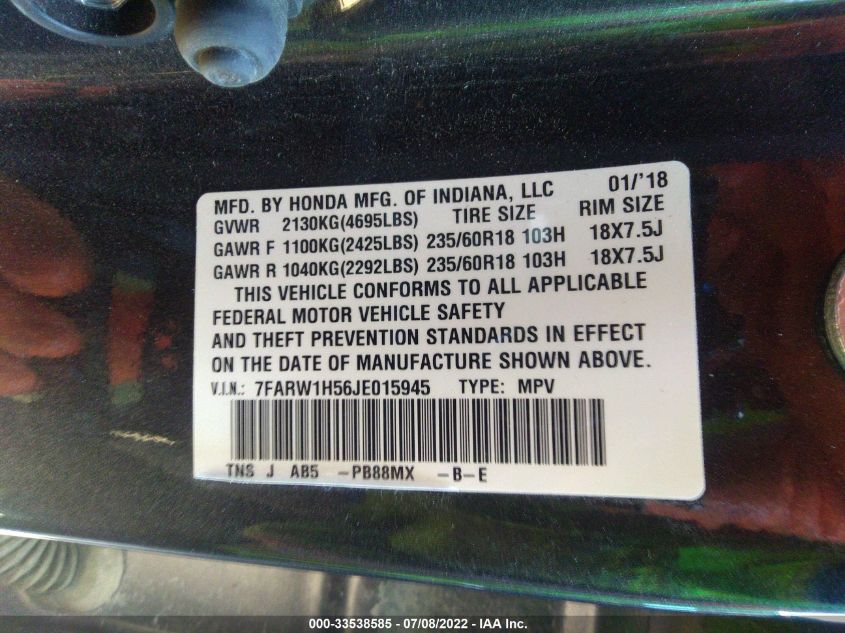 MFD. BY HONDA MFG. OF INDIANA, LLC 01/'18
GVWR 2130KG(4695LBS) TIRE SIZE RIM SIZE
GAWR F 1100KG(2425LBS) 235/60R18 103H 18X7.5J
GAWR R 1040KG(2292LBS) 235/60R18 103H 18X7.5J
THIS VEHICLE CONFORMS TO ALL APPLICABLE
FEDERAL MOTOR VEHICLE SAFETY
AND THEFT PREVENTION STANDARDS IN EFFECT
ON THE DATE OF MANUFACTURE SHOWN ABOVE.
V.I.N.: 7FARW1H56JE015945 TYPE: MPV
TNS J AB5 -PB88MX -B-E
000-33538585 - 07/08/2022 - IAA Inc.